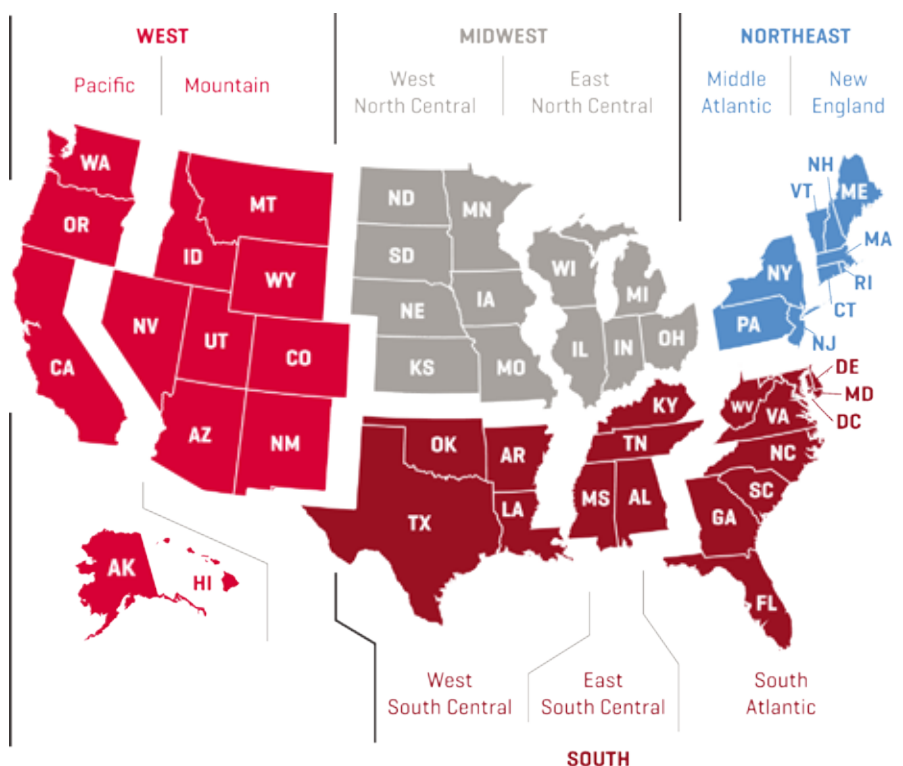 WEST
MIDWEST
NORTHEAST
Pacific
Mountain
West
North Central
East
North Central
Middle
Atlantic
New
England
WA
OR
CA
NV
ID
MT
WY
UT
CO
AZ
NM
AK
HI
ND
SD
NE
KS
MN
IA
MO
WI
MI
IL
IN
OH
NH
VT
ME
MA
RI
CT
NY
PA
NJ
DE
MD
DC
WV
VA
KY
TN
NC
SC
GA
FL
OK
AR
TX
LA
MS
AL
West
South Central
East
South Central
South
Atlantic
SOUTH